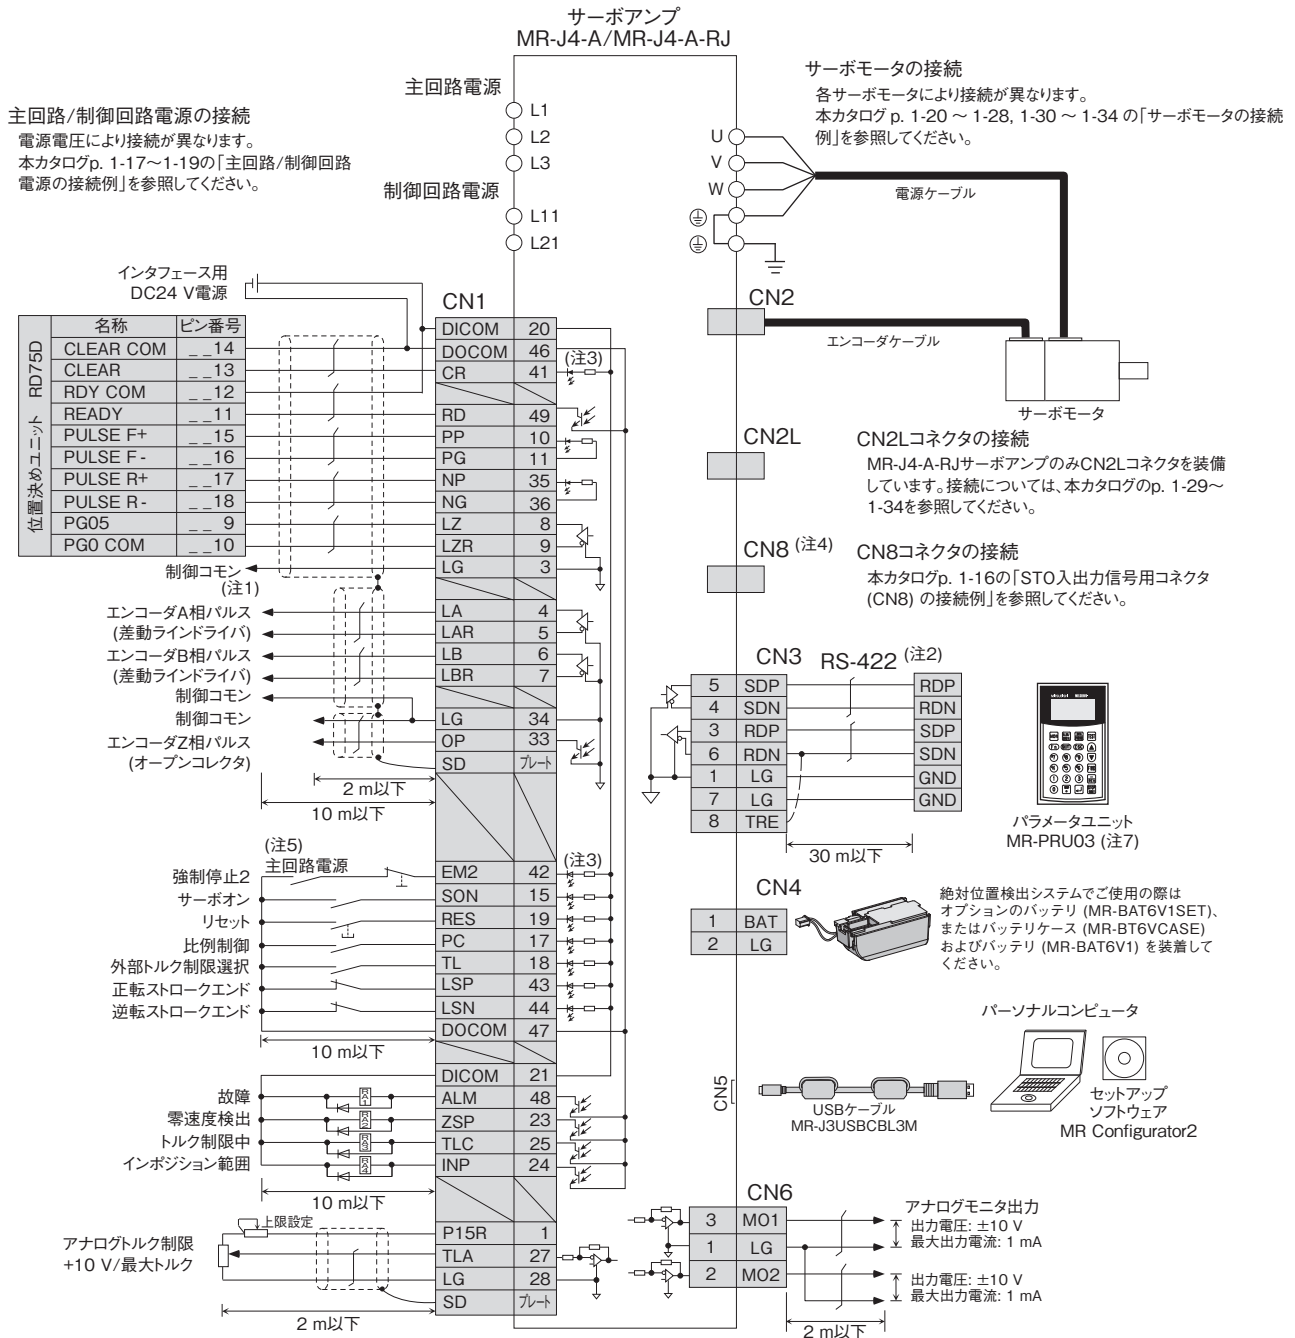 サーボアンプ
MR-J4-A/MR-J4-A-RJ
主回路/制御回路電源の接続
電源電圧により接続が異なります。
本カタログp. 1-17～1-19の「主回路/制御回路
電源の接続例」を参照してください。
主回路電源
L1
L2
L3
制御回路電源
L11
L21
サーボモータの接続
各サーボモータにより接続が異なります。
本カタログ p. 1-20 ～ 1-28, 1-30 ～ 1-34 の「サーボモータの接続
例」を参照してください。
U
V
W
電源ケーブル
CN2
エンコーダケーブル
サーボモータ
インタフェース用
DC24 V電源
位置決めユニット RD75D
名称 ピン番号
CLEAR COM _ _14
CLEAR _ _13
RDY COM _ _12
READY _ _11
PULSE F+ _ _15
PULSE F- _ _16
PULSE R+ _ _17
PULSE R- _ _18
PG05 _ _ 9
PG0 COM _ _10
制御コモン
(注1)
エンコーダA相パルス
(差動ラインドライバ)
エンコーダB相パルス
(差動ラインドライバ)
制御コモン
制御コモン
エンコーダZ相パルス
(オープンコレクタ)
2 m以下
10 m以下
CN1
DICOM 20
DOCOM 46
(注3)
CR 41
RD 49
PP 10
PG 11
NP 35
NG 36
LZ 8
LZR 9
LG 3
LA 4
LAR 5
LB 6
LBR 7
LG 34
OP 33
SD プレート
(注5)
主回路電源
(注3)
強制停止2 EM2 42
サーボオン SON 15
リセット RES 19
比例制御 PC 17
外部トルク制限選択 TL 18
正転ストロークエンド LSP 43
逆転ストロークエンド LSN 44
DOCOM 47
10 m以下
DICOM 21
故障 RA1 ALM 48
零速度検出 RA2 ZSP 23
トルク制限中 RA3 TLC 25
インポジション範囲 RA4 INP 24
10 m以下
上限設定
アナログトルク制限
+10 V/最大トルク
P15R 1
TLA 27
LG 28
SD プレート
2 m以下
CN2L
CN2Lコネクタの接続
MR-J4-A-RJサーボアンプのみCN2Lコネクタを装備
しています。接続については、本カタログのp. 1-29～
1-34を参照してください。
CN8 (注4)
CN8コネクタの接続
本カタログp. 1-16の「STO入出力信号用コネクタ
(CN8) の接続例」を参照してください。
CN3 RS-422 (注2)
5 SDP RDP
4 SDN RDN
3 RDP SDP
6 RDN SDN
1 LG GND
7 LG GND
8 TRE
30 m以下
パラメータユニット
MR-PRU03 (注7)
CN4
1 BAT
2 LG
絶対位置検出システムでご使用の際は
オプションのバッテリ (MR-BAT6V1SET)、
またはバッテリケース (MR-BT6VCASE)
およびバッテリ (MR-BAT6V1) を装着して
ください。
パーソナルコンピュータ
CN5
USBケーブル
MR-J3USBCBL3M
セットアップ
ソフトウェア
MR Configurator2
CN6
3 MO1
1 LG
2 MO2
アナログモニタ出力
出力電圧: ±10 V
最大出力電流: 1 mA
出力電圧: ±10 V
最大出力電流: 1 mA
2 m以下